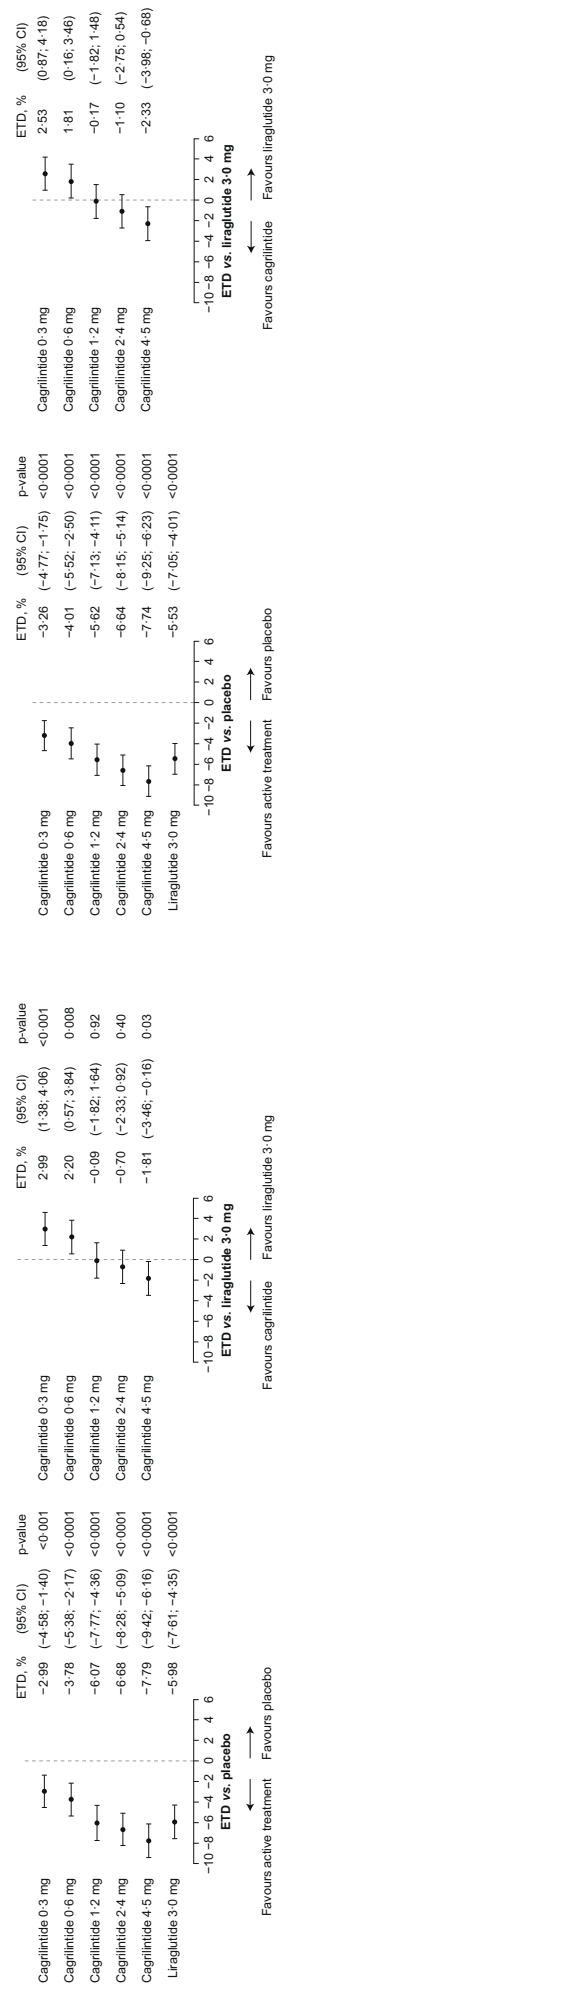 ETD, % (95% CI) p-value
Cagrilintide 0·3 mg −2·99 (−4·58; −1·40) <0·001
Cagrilintide 0·6 mg −3·78 (−5·38; −2·17) <0·0001
Cagrilintide 1·2 mg −6·07 (−7·77; −4·36) <0·0001
Cagrilintide 2·4 mg −6·68 (−8·28; −5·09) <0·0001
Cagrilintide 4·5 mg −7·79 (−9·42; −6·16) <0·0001
Liraglutide 3·0 mg −5·98 (−7·61; −4·35) <0·0001
−10 −8 −6 −4 −2 0 2 4 6
ETD vs. placebo
Favours active treatment Favours placebo
ETD, % (95% CI) p-value
Cagrilintide 0·3 mg 2·99 (1·38; 4·06) <0·001
Cagrilintide 0·6 mg 2·20 (0·57; 3·84) 0·008
Cagrilintide 1·2 mg −0·09 (−1·82; 1·64) 0·92
Cagrilintide 2·4 mg −0·70 (−2·33; 0·92) 0·40
Cagrilintide 4·5 mg −1·81 (−3·46; −0·16) 0·03
−10 −8 −6 −4 −2 0 2 4 6
ETD vs. liraglutide 3·0 mg
Favours cagrilintide Favours liraglutide 3·0 mg
ETD, % (95% CI) p-value
Cagrilintide 0·3 mg −3·26 (−4·77; −1·75) <0·0001
Cagrilintide 0·6 mg −4·01 (−5·52; −2·50) <0·0001
Cagrilintide 1·2 mg −5·62 (−7·13; −4·11) <0·0001
Cagrilintide 2·4 mg −6·64 (−8·15; −5·14) <0·0001
Cagrilintide 4·5 mg −7·74 (−9·25; −6·23) <0·0001
Liraglutide 3·0 mg −5·53 (−7·05; −4·01) <0·0001
−10 −8 −6 −4 −2 0 2 4 6
ETD vs. placebo
Favours active treatment Favours placebo
ETD, % (95% CI)
Cagrilintide 0·3 mg 2·53 (0·87; 4·18)
Cagrilintide 0·6 mg 1·81 (0·16; 3·46)
Cagrilintide 1·2 mg −0·17 (−1·82; 1·48)
Cagrilintide 2·4 mg −1·10 (−2·75; 0·54)
Cagrilintide 4·5 mg −2·33 (−3·98; −0·68)
−10 −8 −6 −4 −2 0 2 4 6
ETD vs. liraglutide 3·0 mg
Favours cagrilintide Favours liraglutide 3·0 mg